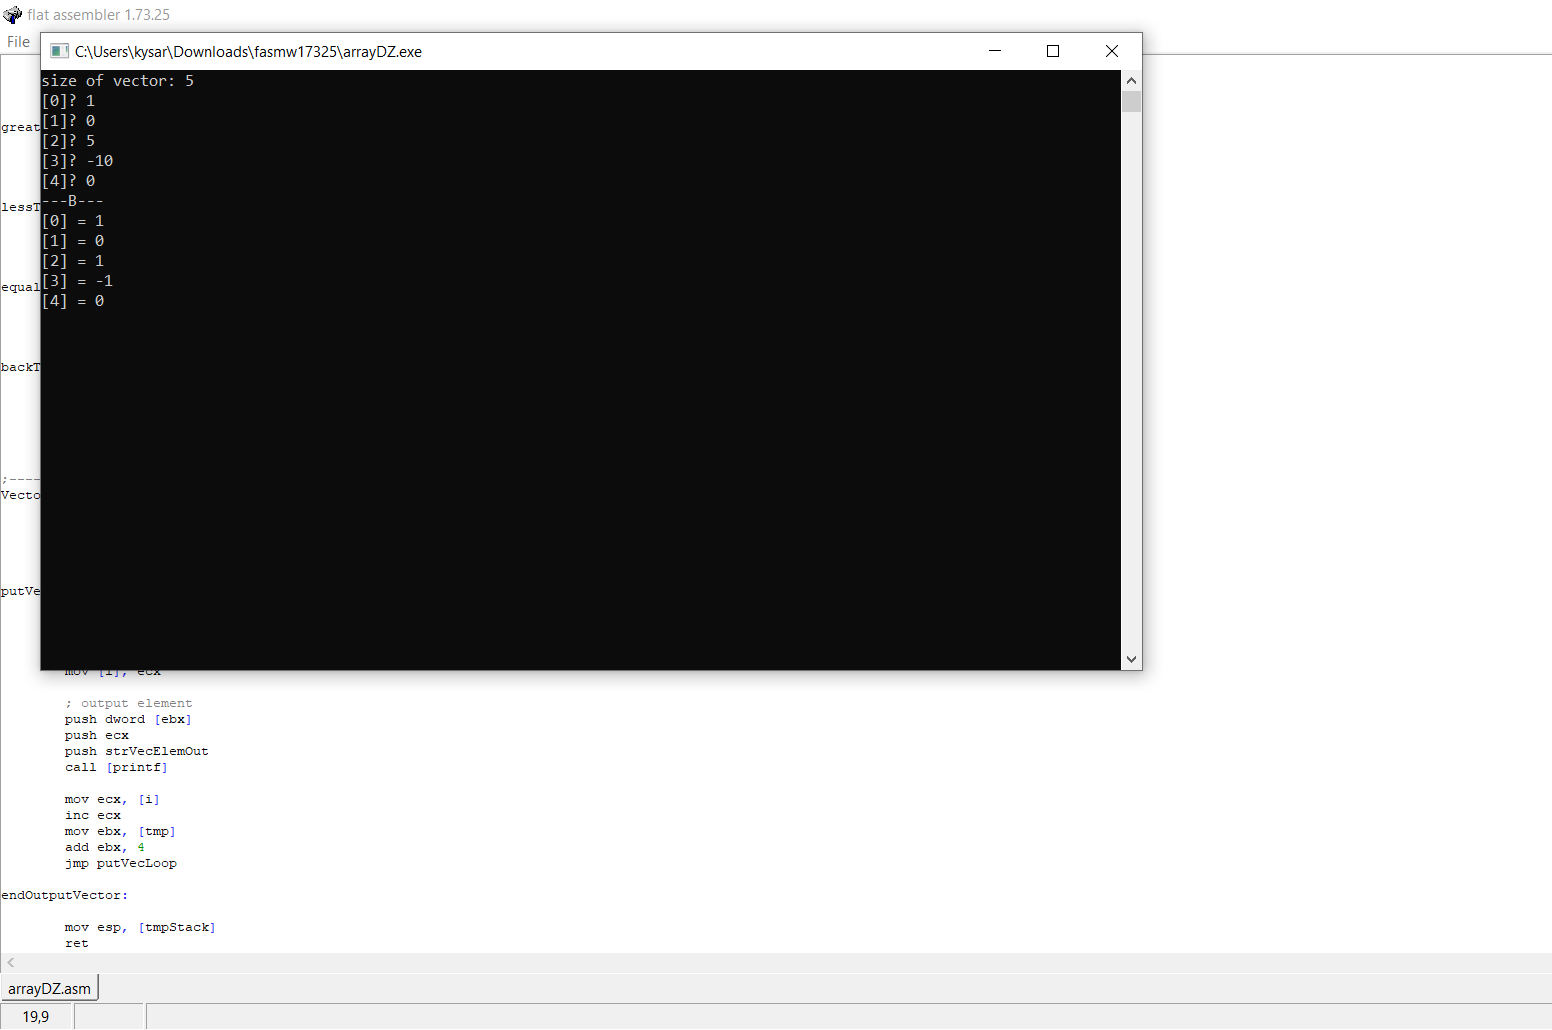 flat assembler 1.73.25
File
C:\Users\kysar\Downloads\fasmw17325\arrayDZ.exe
size of vector: 5
[0]? 1
[1]? 0
great
[2]? 5
[3]? -10
[4]? 0
---B---
lessT
[0] = 1
[1] = 0
[2] = 1
[3] = -1
equal
[4] = 0
backT
;----
Vecto
putVe
mov [i], ecx
; output element
push dword [ebx]
push ecx
push strVecElemOut
call [printf]
mov ecx, [i]
inc ecx
mov ebx, [tmp]
add ebx, 4
jmp putVecLoop
endOutputVector:
mov esp, [tmpStack]
ret
arrayDZ.asm
19,9